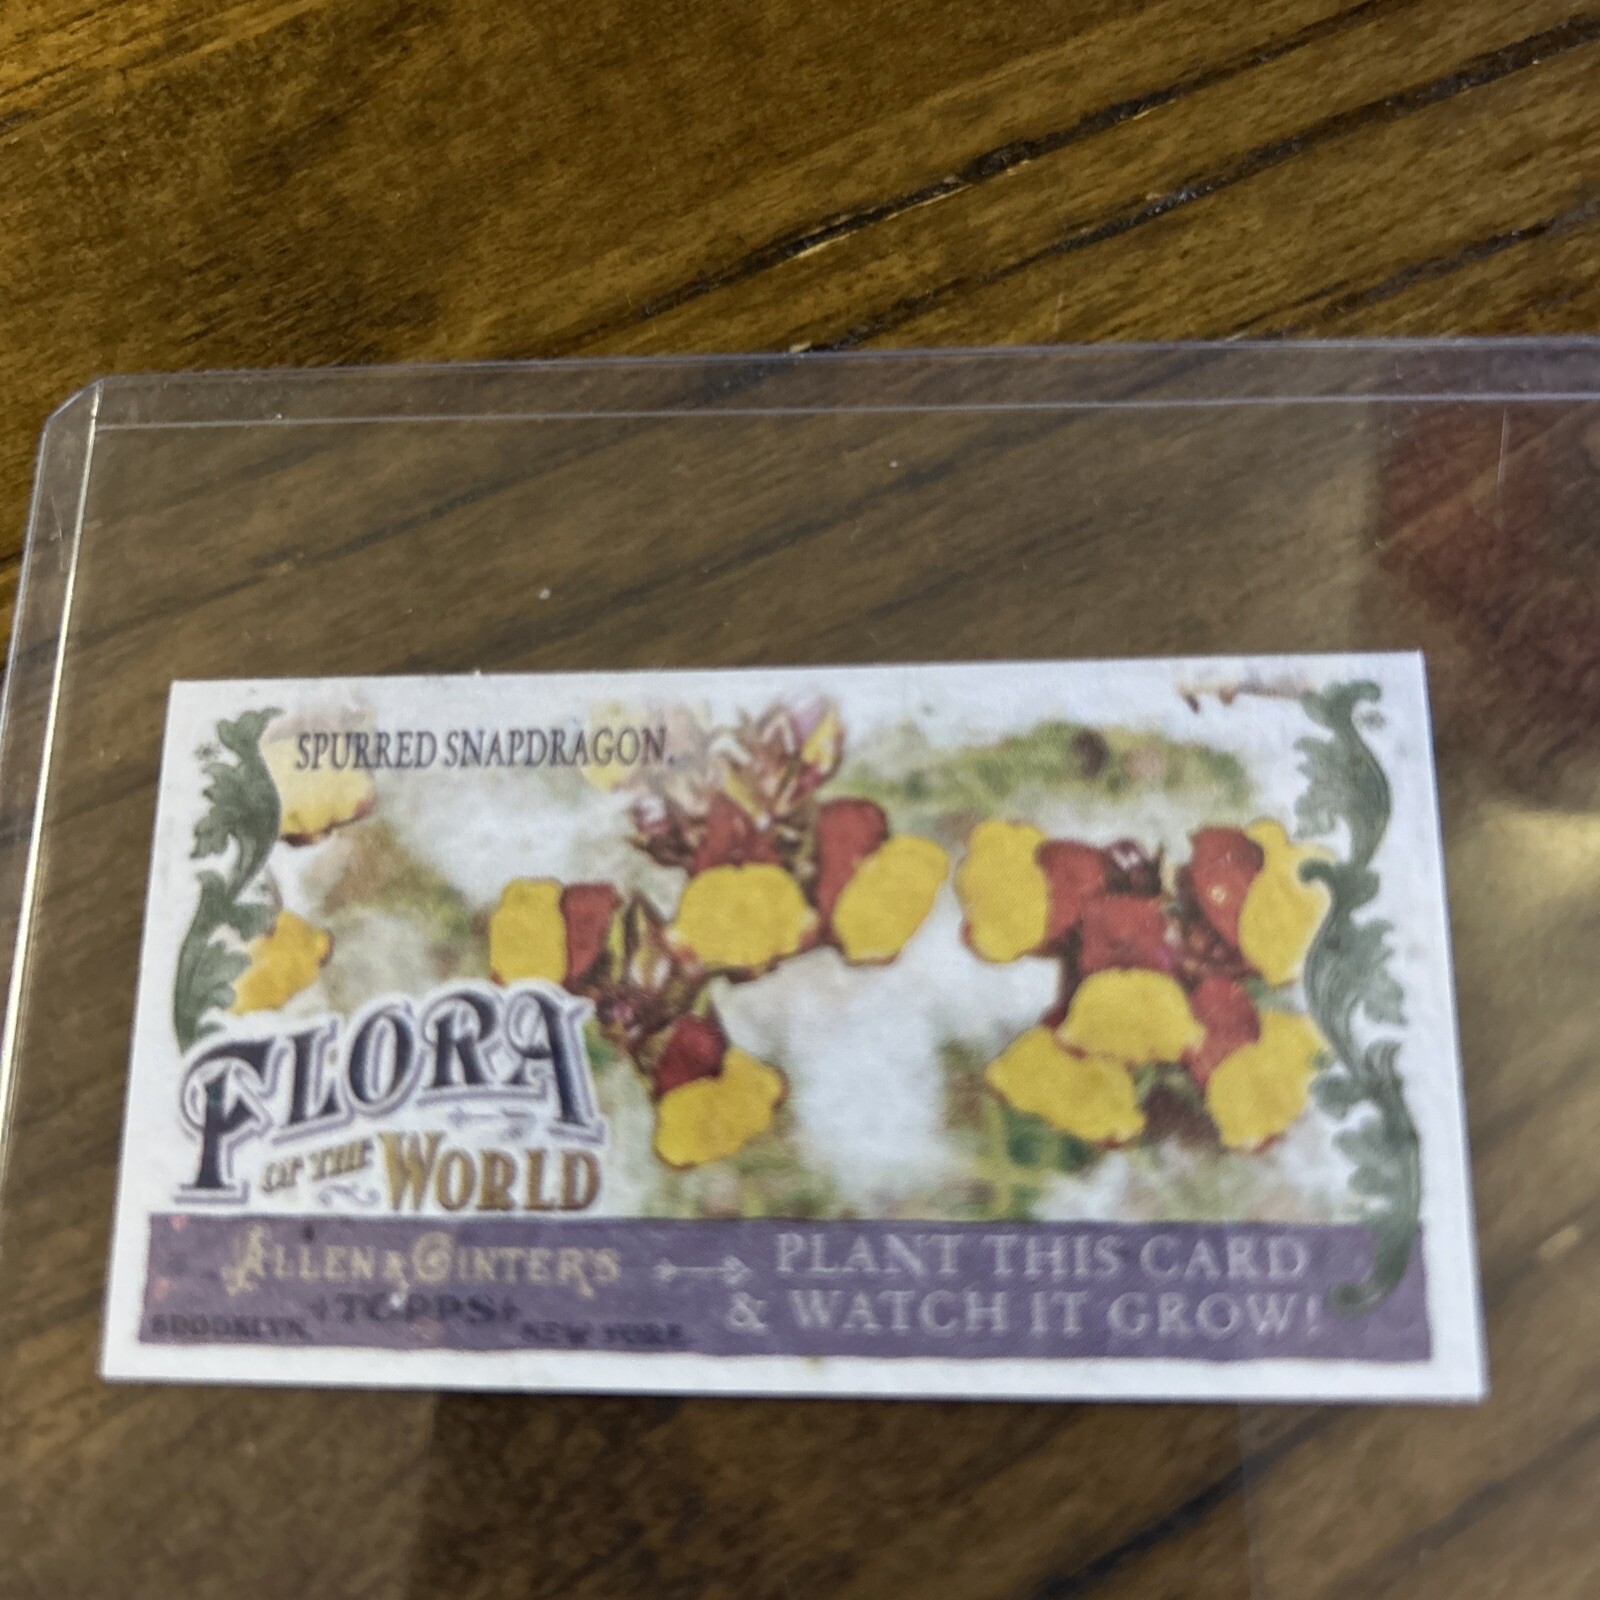 SPURRED SNAPDRAGON.
FLORA
OF THE WORLD
ALLEN & GINTER'S
TOPPS
BROOKLYN. NEW YORK.
PLANT THIS CARD
& WATCH IT GROW!